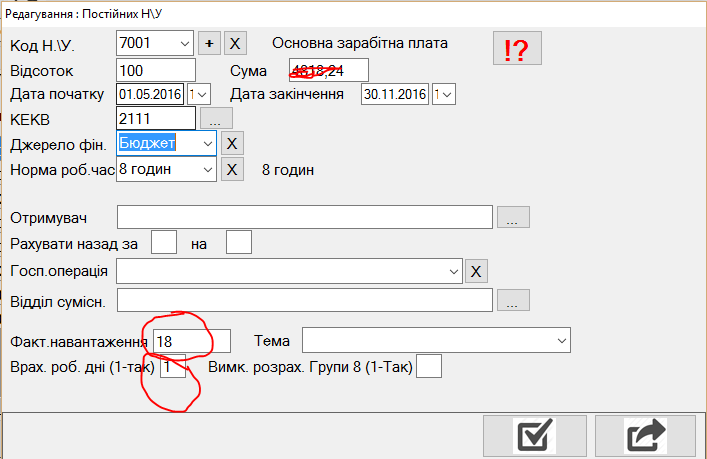 Редагування : Постійних Н\У
Код Н.\У. 7001 + X Основна зарабітна плата !?
Відсоток 100 Сума 4818,24
Дата початку 01.05.2016 1 Дата закінчення 30.11.2016 1
КЕКВ 2111 ...
Джерело фін. Бюджет X
Норма роб.час 8 годин X 8 годин
Отримувач ...
Рахувати назад за на
Госп.операція X
Відділ сумісн. ...
Факт.навантаження 18 Тема
Врах. роб. дні (1-так) 1 Вимк. розрах. Групи 8 (1-Так)